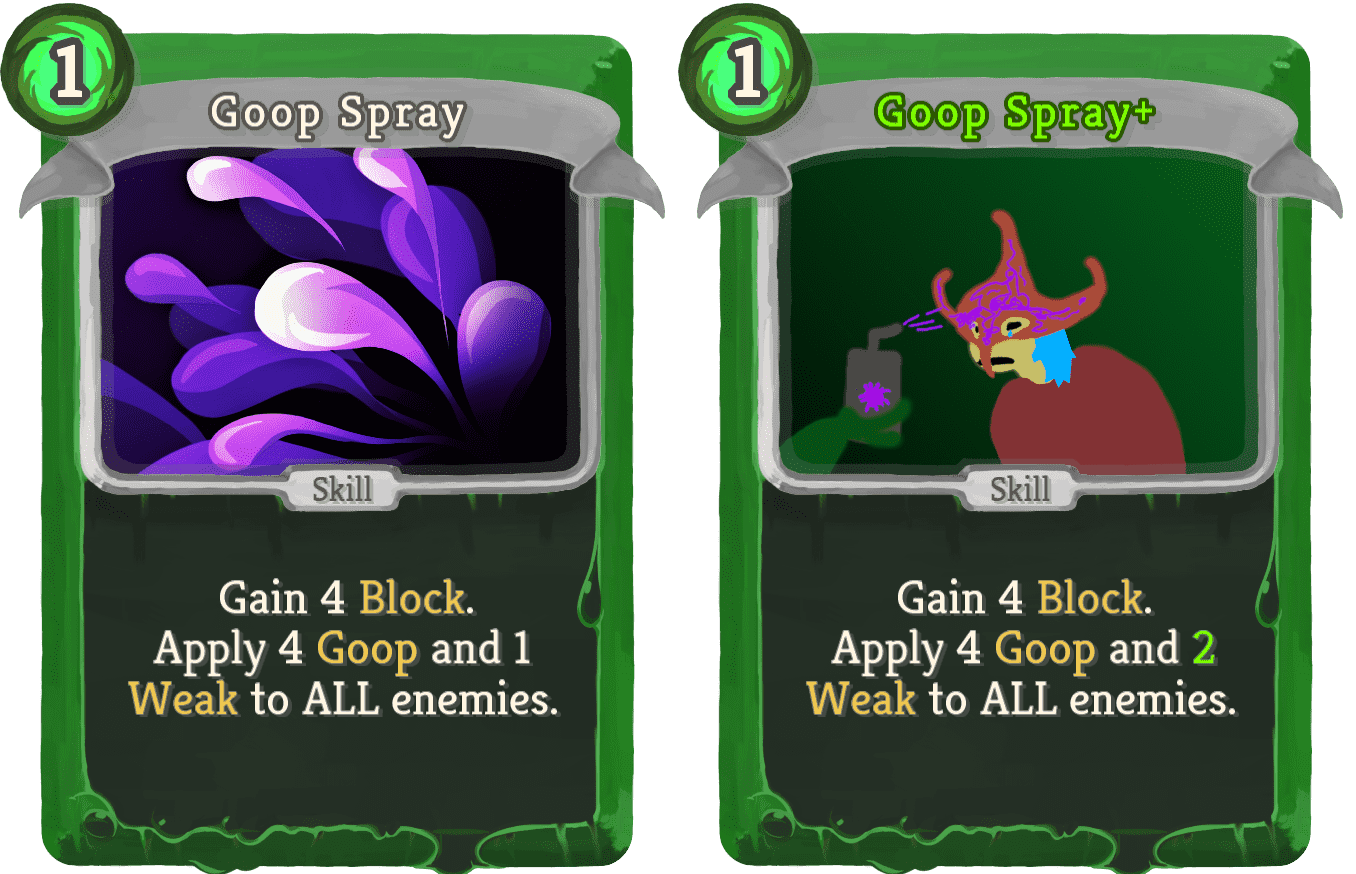 1
Goop Spray
Skill
Gain 4 Block.
Apply 4 Goop and 1
Weak to ALL enemies.
1
Goop Spray+
Skill
Gain 4 Block.
Apply 4 Goop and 2
Weak to ALL enemies.